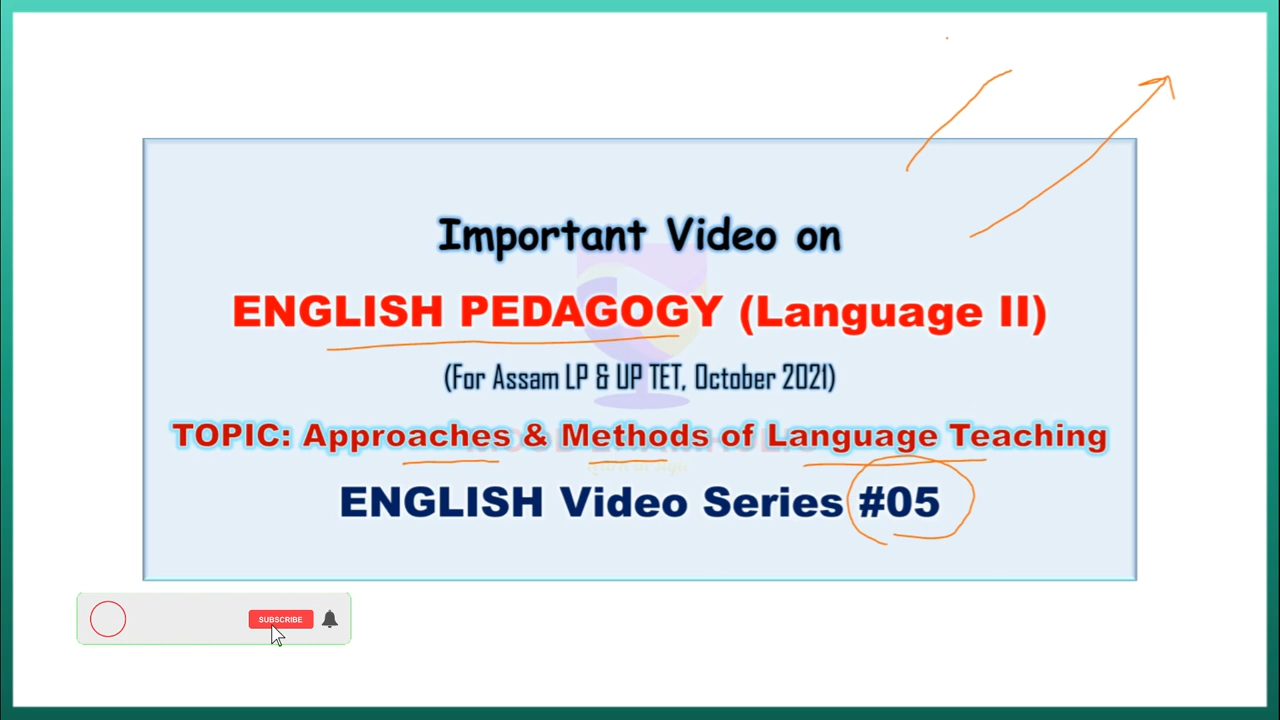 Important Video on
ENGLISH PEDAGOGY (Language II)
(For Assam LP & UP TET, October 2021)
TOPIC: Approaches & Methods of Language Teaching
ENGLISH Video Series #05
SUBSCRIBE